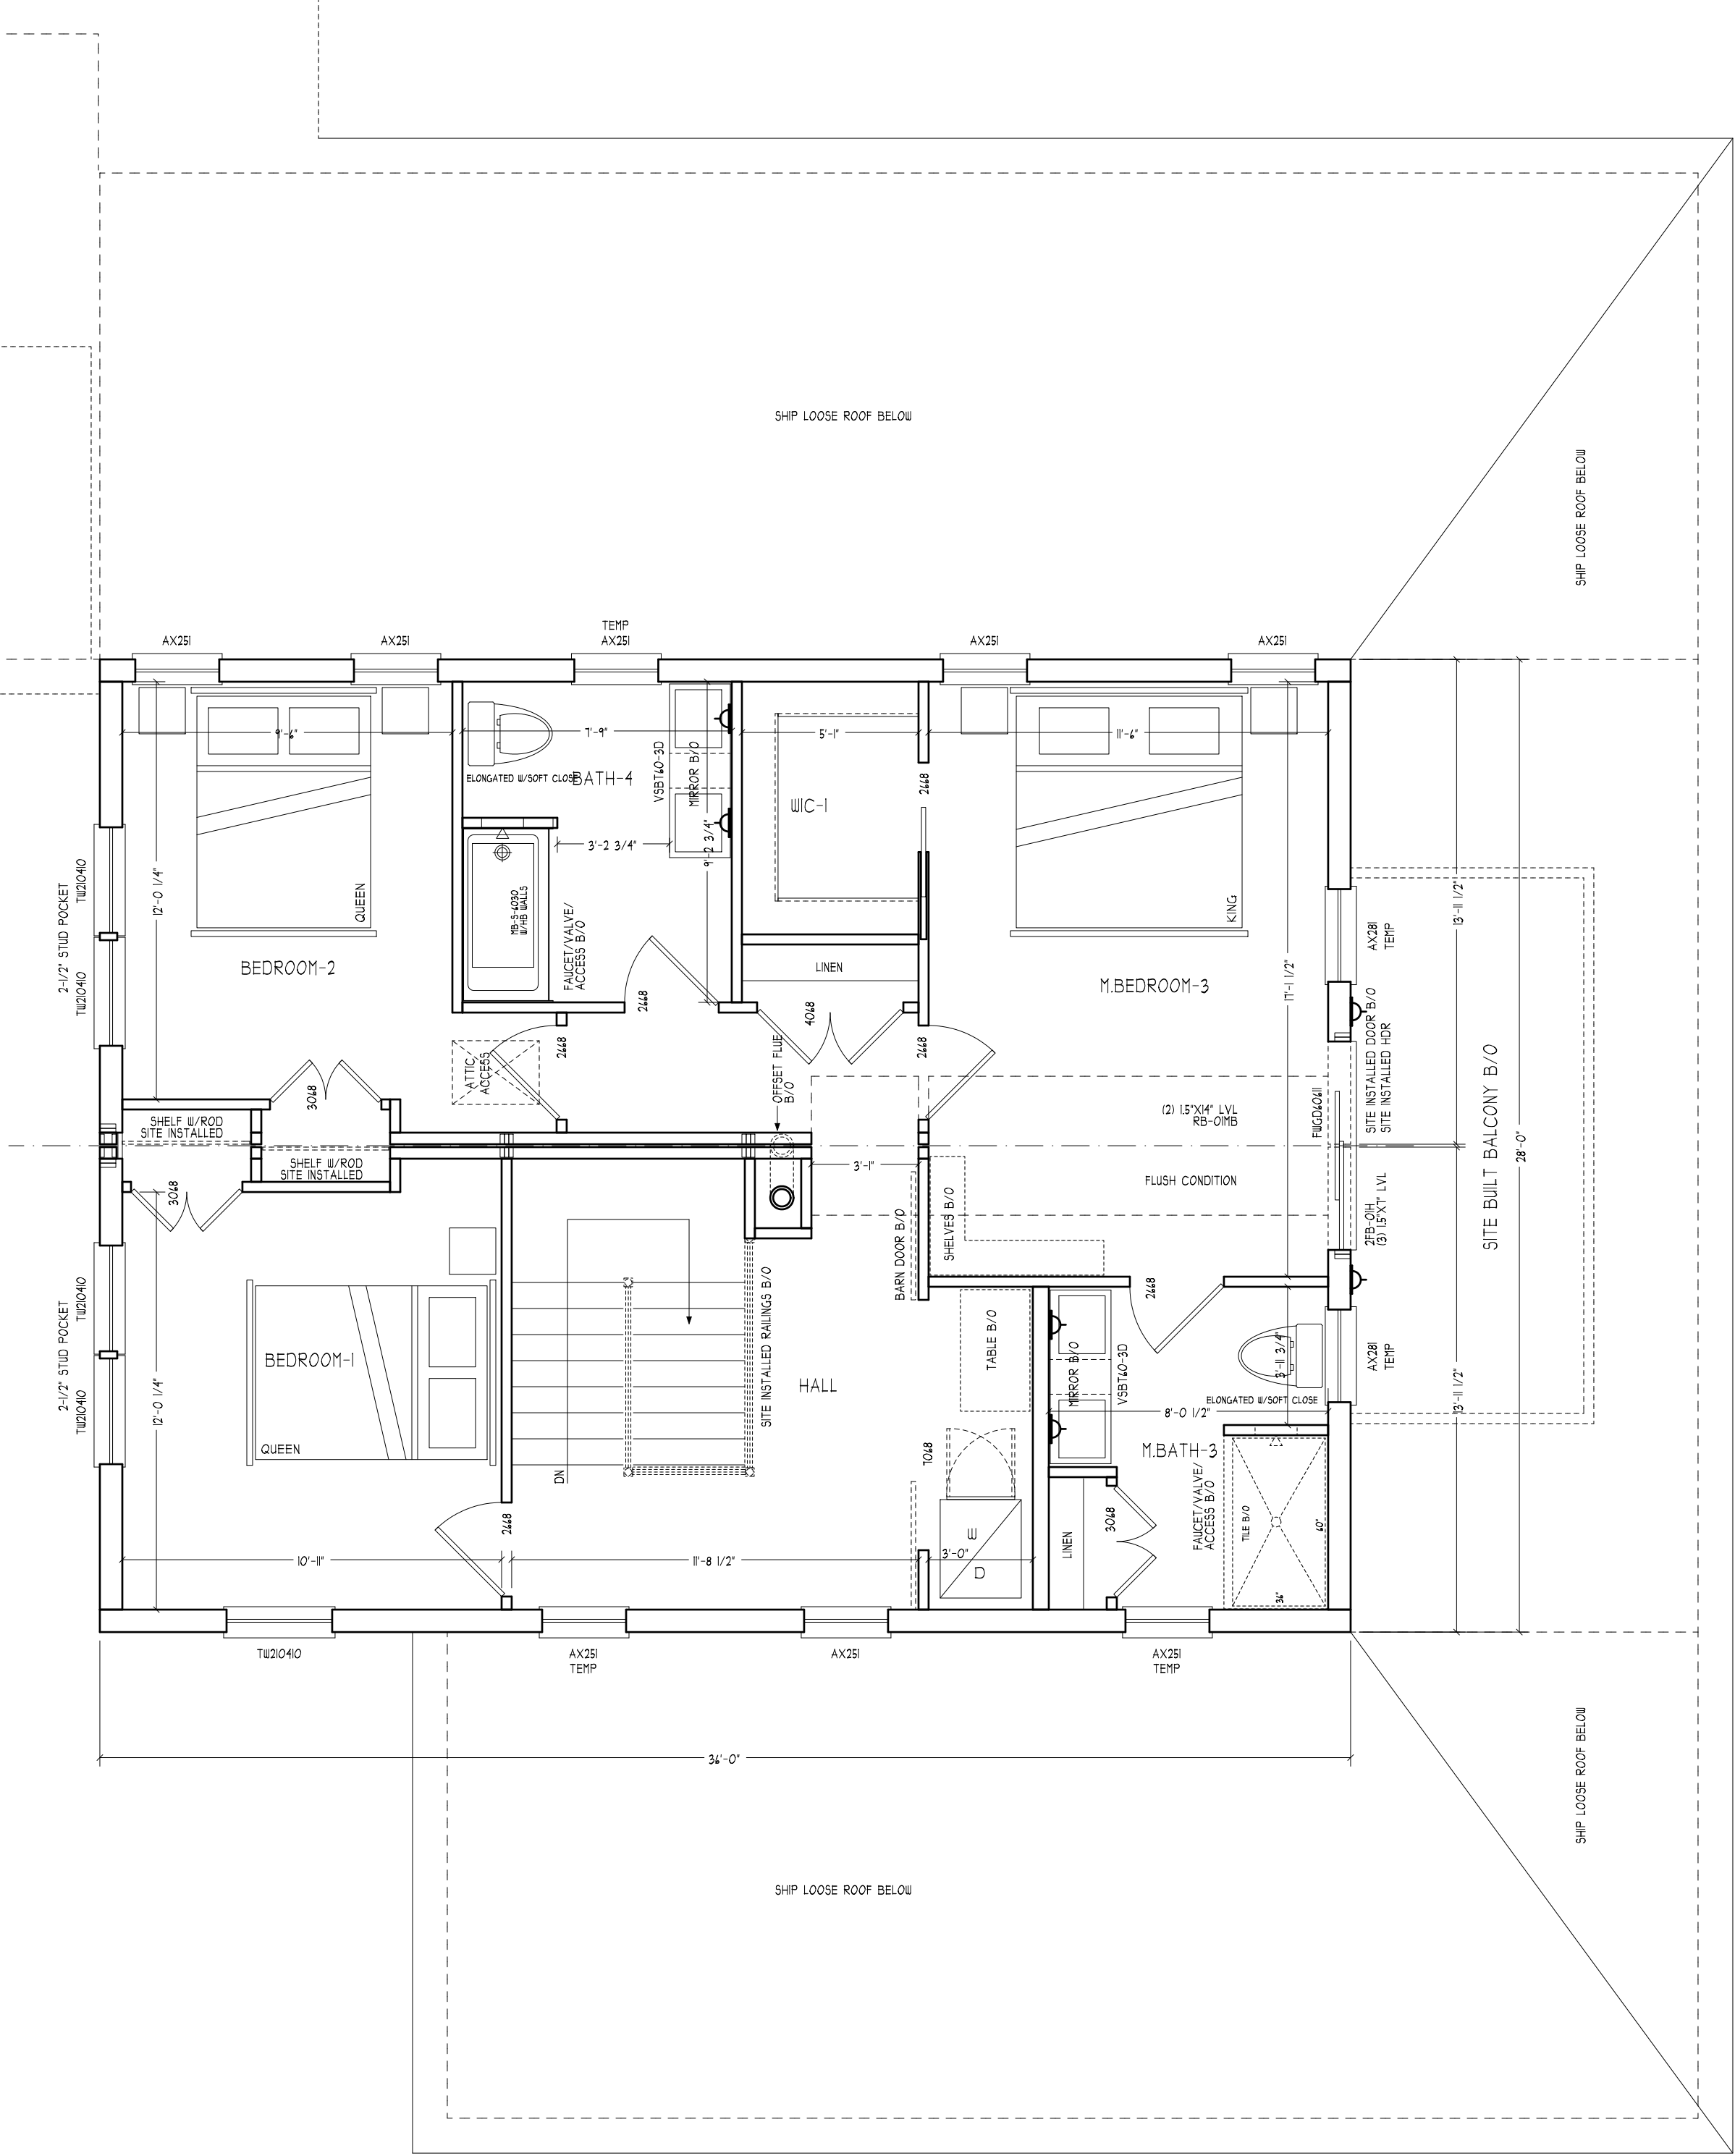 SHIP LOOSE ROOF BELOW
SHIP LOOSE ROOF BELOW
TEMP
AX251
AX251
AX251
AX251
AX251
9'-6"
7'-9"
5'-1"
11'-6"
ELONGATED W/SOFT CLOSE
BATH-4
VSBT60-3D
MIRROR B/O
9'-2 3/4"
3'-2 3/4"
WIC-1
2668
12'-0 1/4"
QUEEN
MB-S-6030
W/HB WALLS
FAUCET/VALVE/
ACCESS B/O
KING
2-1/2" STUD POCKET
TW210410
TW210410
BEDROOM-2
LINEN
M.BEDROOM-3
17'-1 1/2"
AX281
TEMP
13'-11 1/2"
2668
4068
2668
2668
ATTIC
ACCESS
OFFSET FLUE
B/O
3068
SHELF W/ROD
SITE INSTALLED
(2) 1.5"X14" LVL
RB-01MB
FWGD60611
SITE INSTALLED DOOR B/O
SITE INSTALLED HDR
SITE BUILT BALCONY B/O
28'-0"
SHELF W/ROD
SITE INSTALLED
3068
3'-1"
FLUSH CONDITION
2FB-01H
(3) 1.5"X7" LVL
SHELVES B/O
BARN DOOR B/O
SITE INSTALLED RAILINGS B/O
2668
2-1/2" STUD POCKET
TW210410
TW210410
BEDROOM-1
12'-0 1/4"
QUEEN
HALL
TABLE B/O
MIRROR B/O
VSBT60-3D
3'-11 3/4"
ELONGATED W/SOFT CLOSE
8'-0 1/2"
AX281
TEMP
13'-11 1/2"
M.BATH-3
DN
7068
FAUCET/VALVE/
ACCESS B/O
TILE B/O
60"
36"
2668
3068
LINEN
W
D
10'-11"
11'-8 1/2"
3'-0"
TW210410
AX251
TEMP
AX251
AX251
TEMP
36'-0"
SHIP LOOSE ROOF BELOW
SHIP LOOSE ROOF BELOW